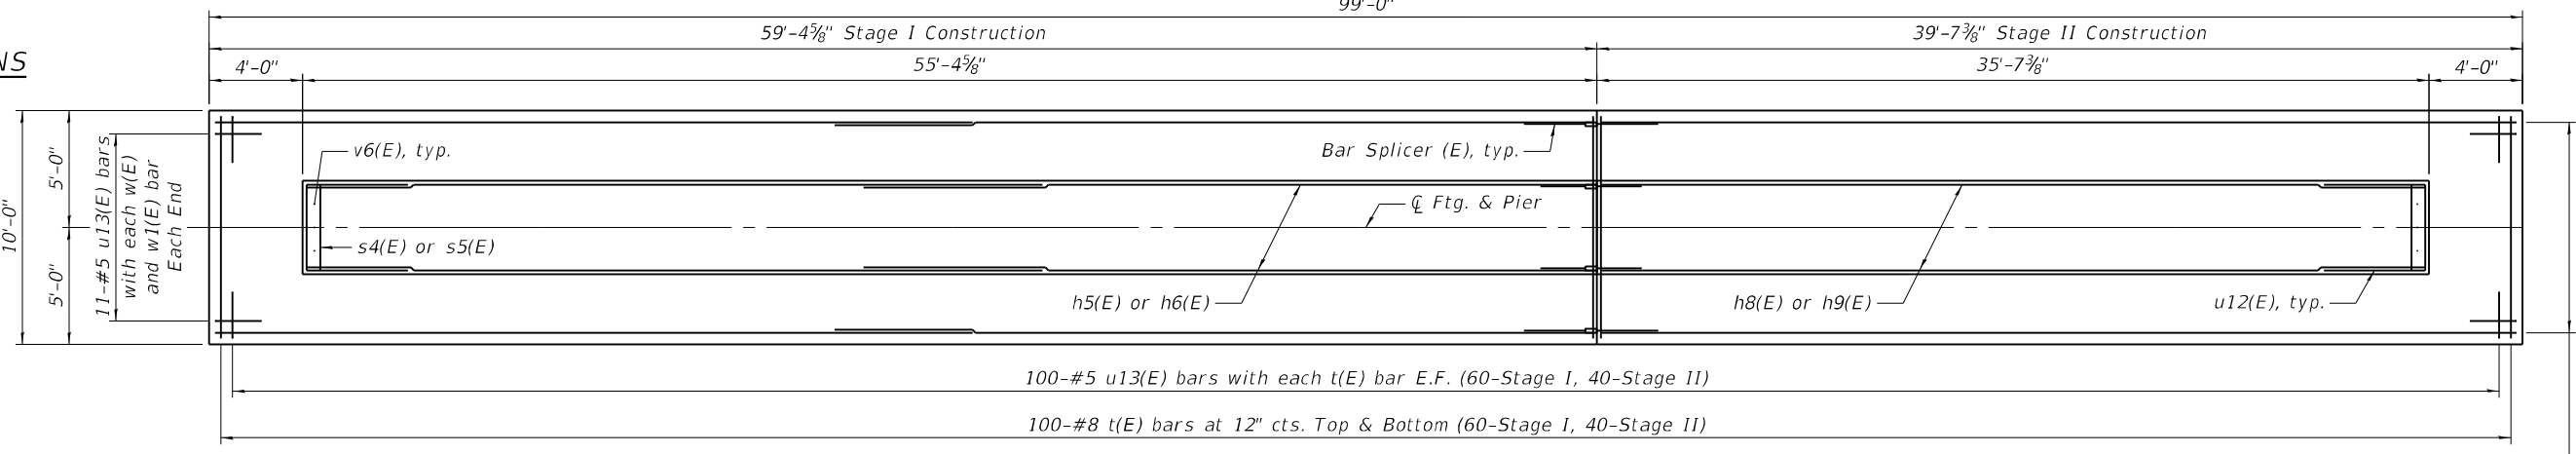 99'-0"
59'-4⅝" Stage I Construction
39'-7⅜" Stage II Construction
NS
4'-0"
55'-4⅝"
35'-7⅜"
4'-0"
10'-0"
5'-0"
5'-0"
11-#5 u13(E) bars
with each w(E)
and w1(E) bar
Each End
v6(E), typ.
Bar Splicer (E), typ.
℄ Ftg. & Pier
s4(E) or s5(E)
h5(E) or h6(E)
h8(E) or h9(E)
u12(E), typ.
100-#5 u13(E) bars with each t(E) bar E.F. (60-Stage I, 40-Stage II)
100-#8 t(E) bars at 12" cts. Top & Bottom (60-Stage I, 40-Stage II)